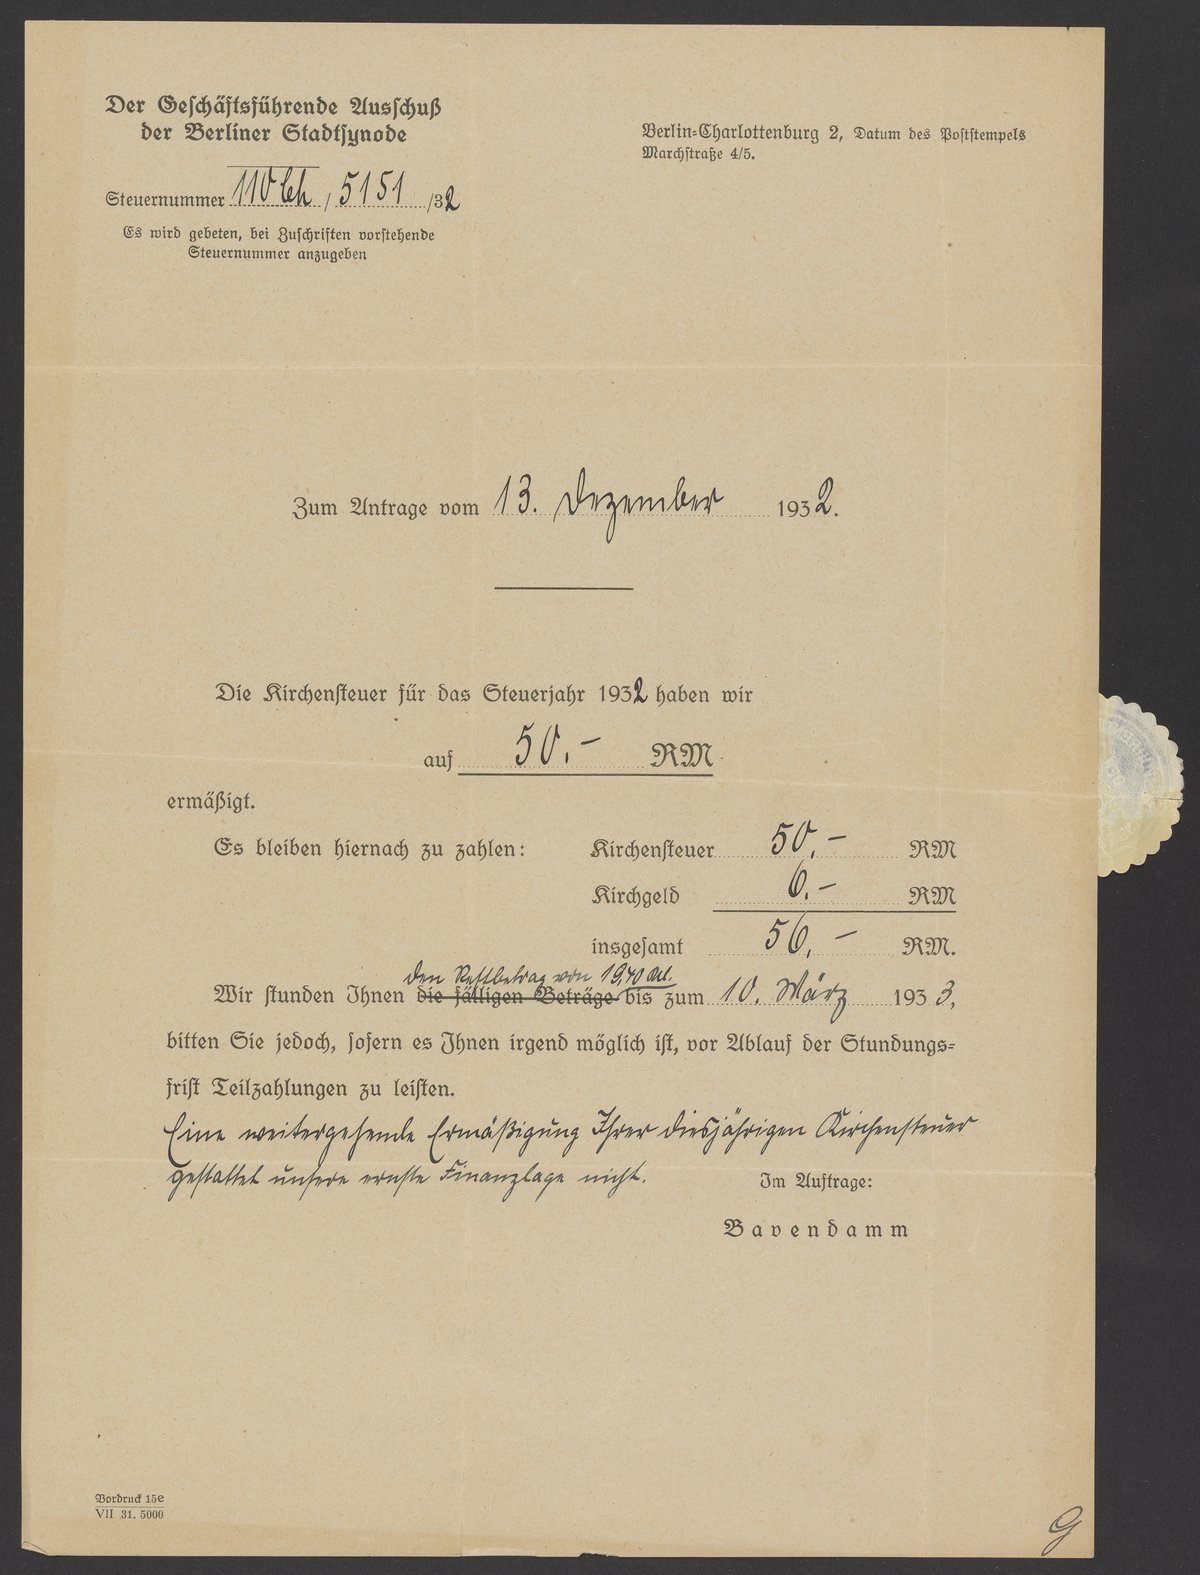 Der Geschäftsführende Ausschuß
der Berliner Stadtsynode
Berlin-Charlottenburg 2, Datum des Poststempels
Marchstraße 4/5.
Steuernummer 110 Ch / 5151 /32
Es wird gebeten, bei Zuschriften vorstehende
Steuernummer anzugeben
Zum Antrage vom 13. Dezember 1932.
Die Kirchensteuer für das Steuerjahr 1932 haben wir
auf 50.– RM
ermäßigt.
Es bleiben hiernach zu zahlen: Kirchensteuer 50,– RM
Kirchgeld 6.– RM
insgesamt 56,– RM.
den Restbetrag von 19,40 RM.
Wir stunden Ihnen die fälligen Beträge bis zum 10. März 1933,
bitten Sie jedoch, sofern es Ihnen irgend möglich ist, vor Ablauf der Stundungs-
frist Teilzahlungen zu leisten.
Eine weitergehende Ermäßigung Ihrer diesjährigen Kirchensteuer
gestattet unsere ernste Finanzlage nicht.
Im Auftrage:
Bavendamm
Vordruck 15e
VII 31. 5000